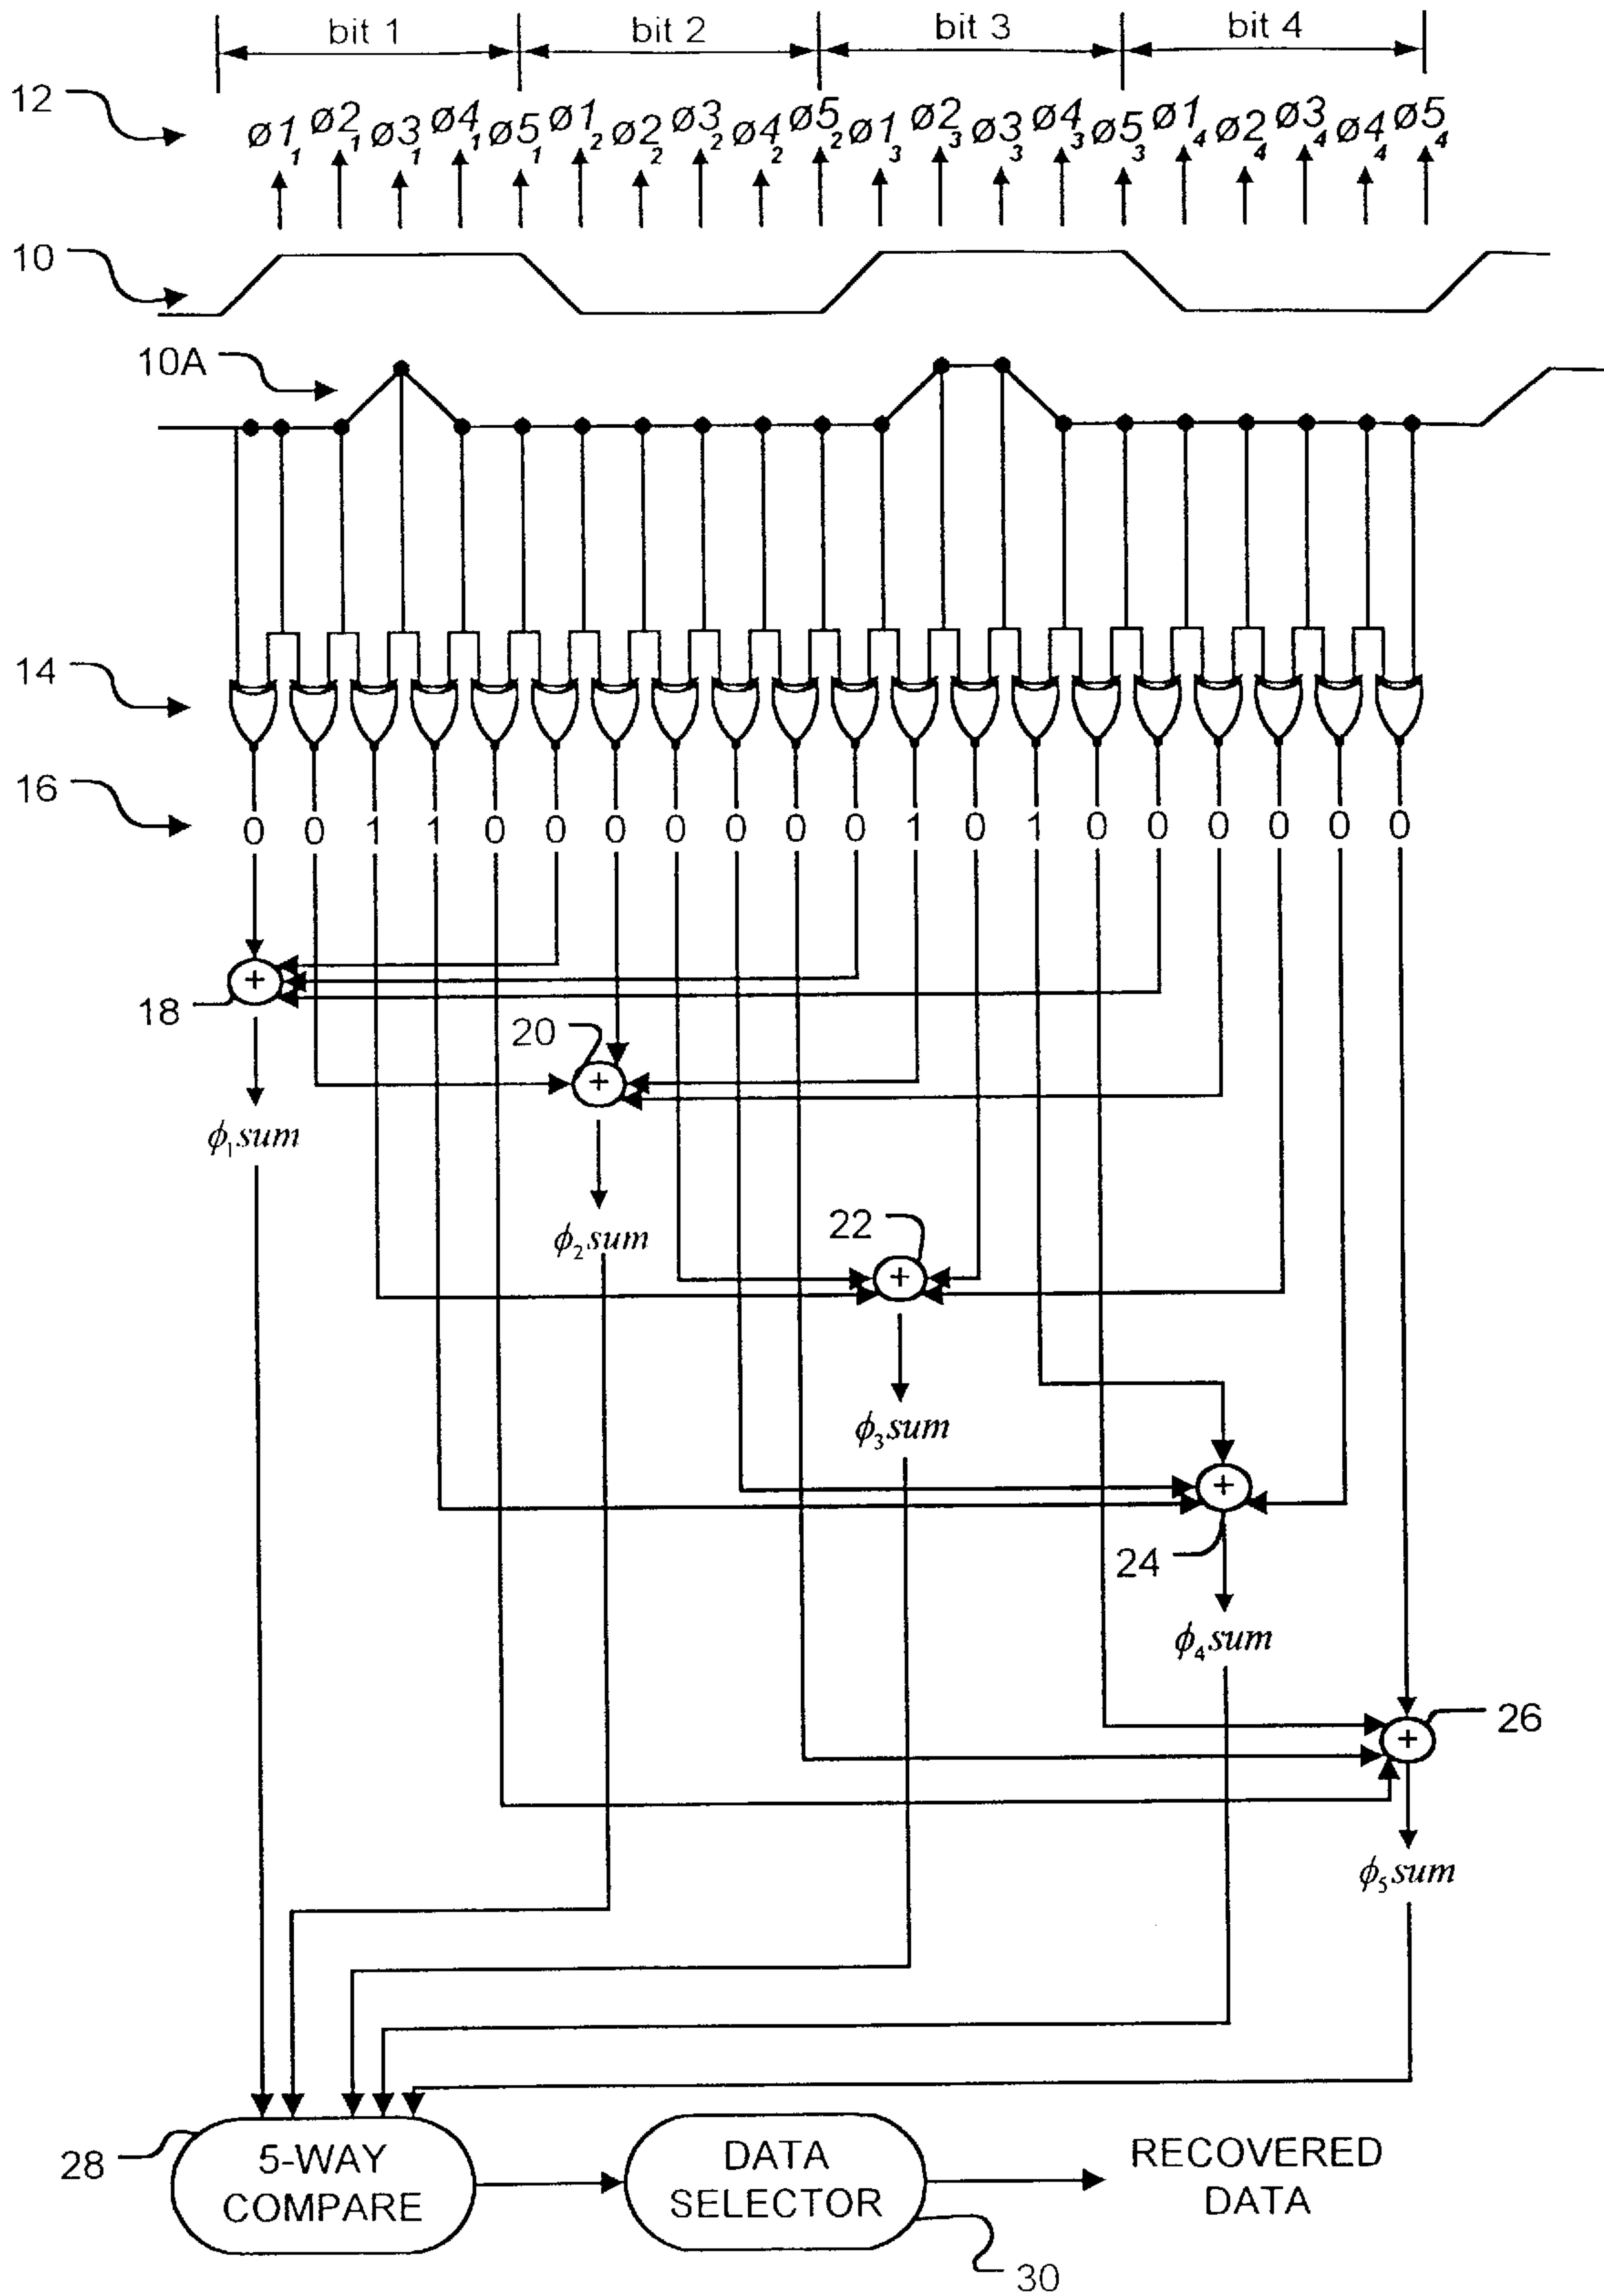 bit 1 bit 2 bit 3 bit 4
12
ø1₁ ø2₁ ø3₁ ø4₁ ø5₁ ø1₂ ø2₂ ø3₂ ø4₂ ø5₂ ø1₃ ø2₃ ø3₃ ø4₃ ø5₃ ø1₄ ø2₄ ø3₄ ø4₄ ø5₄
10
10A
14
16
0 0 1 1 0 0 0 0 0 0 0 1 0 1 0 0 0 0 0 0
+
18
20
+
ϕ₁sum
22
ϕ₂sum
+
ϕ₃sum
+
24
ϕ₄sum
26
+
ϕ₅sum
28
5-WAY
COMPARE
DATA
SELECTOR
RECOVERED
DATA
30